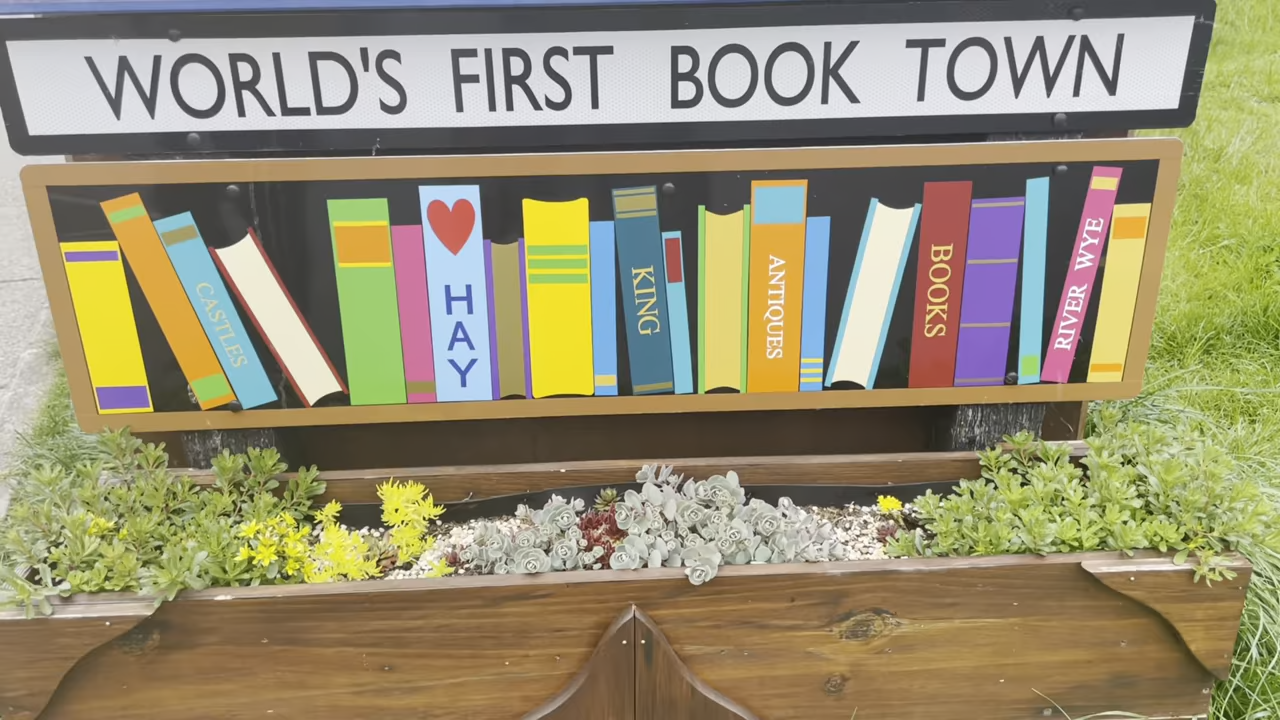 WORLD'S FIRST BOOK TOWN
CASTLES
HAY
KING
ANTIQUES
BOOKS
RIVER WYE